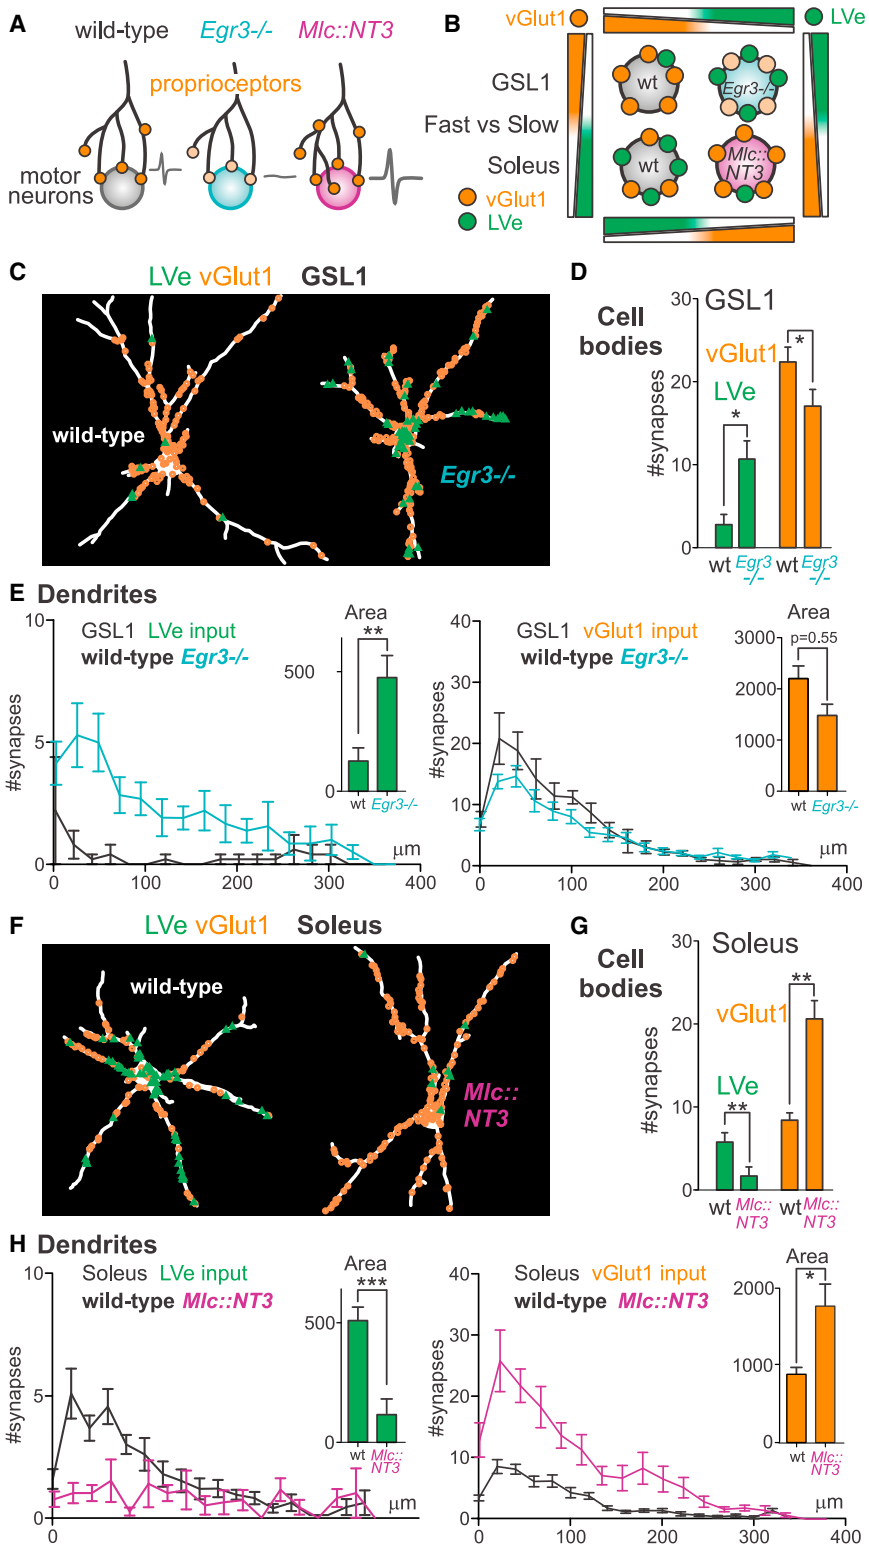 A
wild-type Egr3-/- Mlc::NT3
proprioceptors
motor
neurons
B
vGlut1
LVe
GSL1
wt
Egr3-/-
Fast vs Slow
Soleus
wt
Mlc::
NT3
vGlut1
LVe
C
LVe vGlut1 GSL1
wild-type
Egr3-/-
D
Cell
bodies
GSL1
vGlut1
LVe
#synapses
30
20
10
0
*
*
wt Egr3
-/-
wt Egr3
-/-
E Dendrites
GSL1 LVe input
wild-type Egr3-/-
#synapses
10
5
0
0 100 200 300 400
μm
Area
**
500
0
wt Egr3-/-
GSL1 vGlut1 input
wild-type Egr3-/-
#synapses
40
30
20
10
0
0 100 200 300 400
μm
Area
p=0.55
3000
2000
1000
0
wt Egr3-/-
F
LVe vGlut1 Soleus
wild-type
Mlc::
NT3
G
Cell
bodies
Soleus
vGlut1
LVe
#synapses
30
20
10
0
**
**
wt Mlc::
NT3
wt Mlc::
NT3
H Dendrites
Soleus LVe input
wild-type Mlc::NT3
#synapses
10
5
0
0
μm
Area
***
500
0
wt Mlc::
NT3
Soleus vGlut1 input
wild-type Mlc::NT3
#synapses
40
30
20
10
0
0 100 200 300 400
μm
Area
*
2000
1000
0
wt Mlc::
NT3